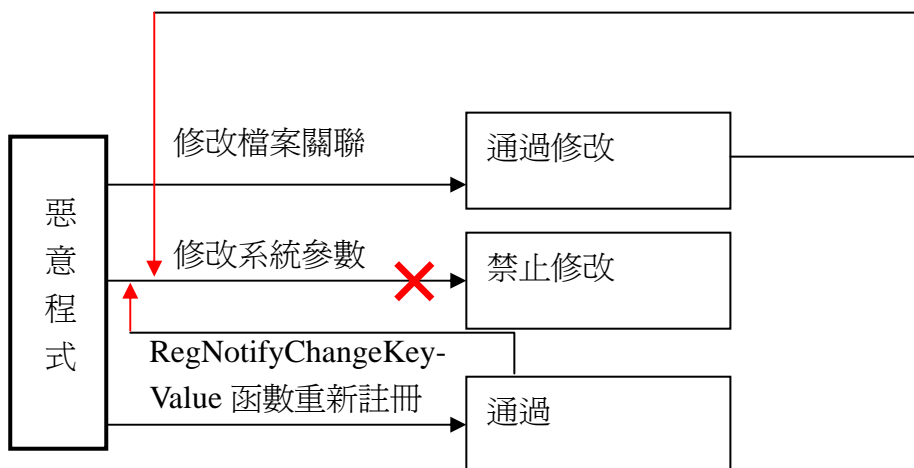 惡意程式
修改檔案關聯
通過修改
修改系統參數
禁止修改
RegNotifyChangeKey-
Value 函數重新註冊
通過